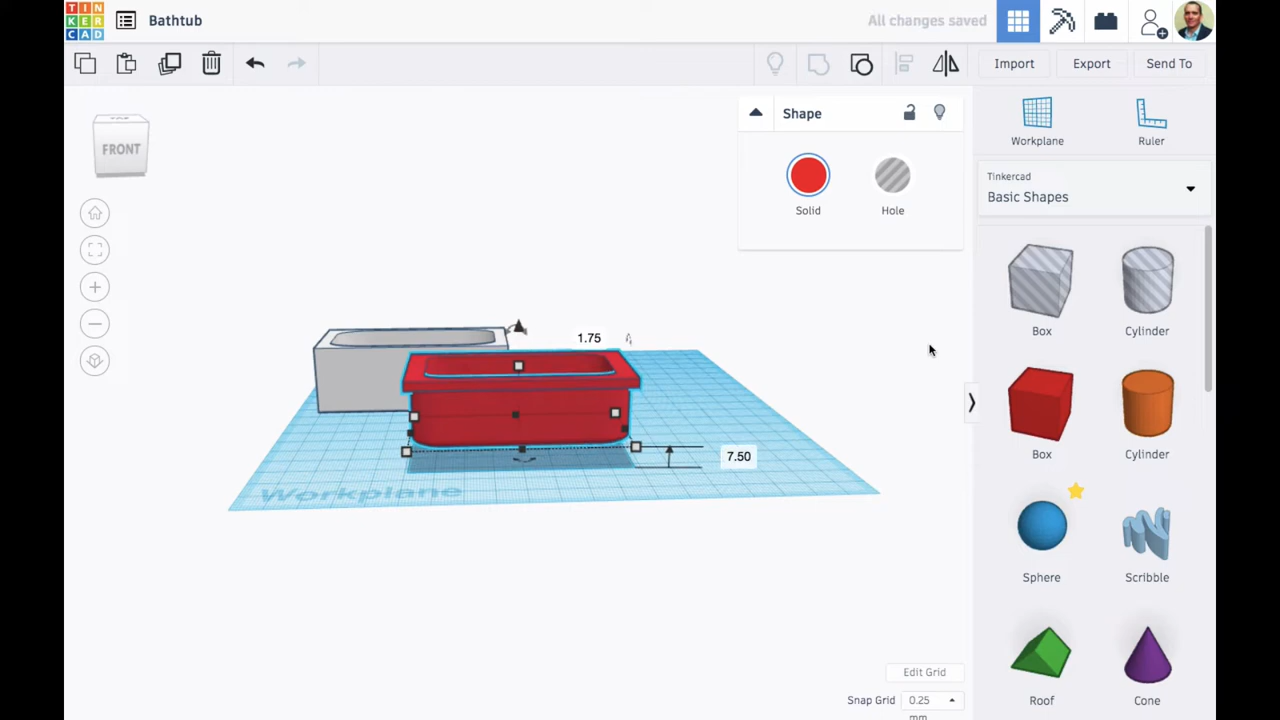 TIN
KER
CAD
Bathtub
All changes saved
Import
Export
Send To
TOP
FRONT
Shape
Solid
Hole
Workplane
Ruler
Tinkercad
Basic Shapes
Box
Cylinder
1.75
Box
Cylinder
7.50
Workplane
Sphere
Scribble
Edit Grid
Snap Grid
0.25
mm
Roof
Cone